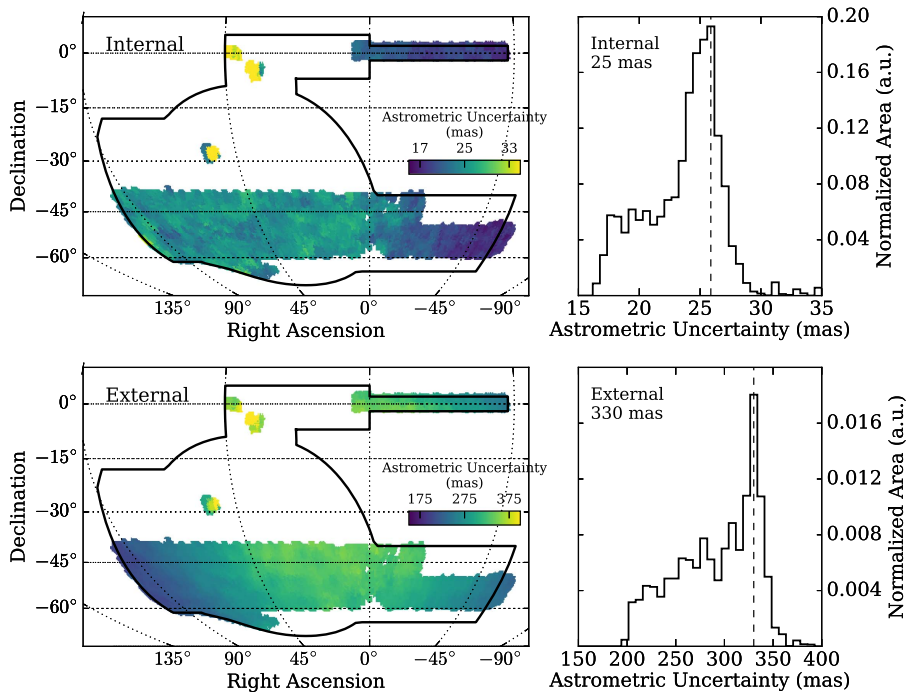 Internal
0°
−15°
−30°
−45°
−60°
Declination
Astrometric Uncertainty
(mas)
17 25 33
135° 90° 45° 0° −45° −90°
Right Ascension
Internal
25 mas
0.20
0.16
0.12
0.08
0.04
Normalized Area (a.u.)
15 20 25 30 35
Astrometric Uncertainty (mas)
External
0°
−15°
−30°
−45°
−60°
Declination
Astrometric Uncertainty
(mas)
175 275 375
135° 90° 45° 0° −45° −90°
Right Ascension
External
330 mas
0.016
0.012
0.008
0.004
Normalized Area (a.u.)
150 200 250 300 350 400
Astrometric Uncertainty (mas)